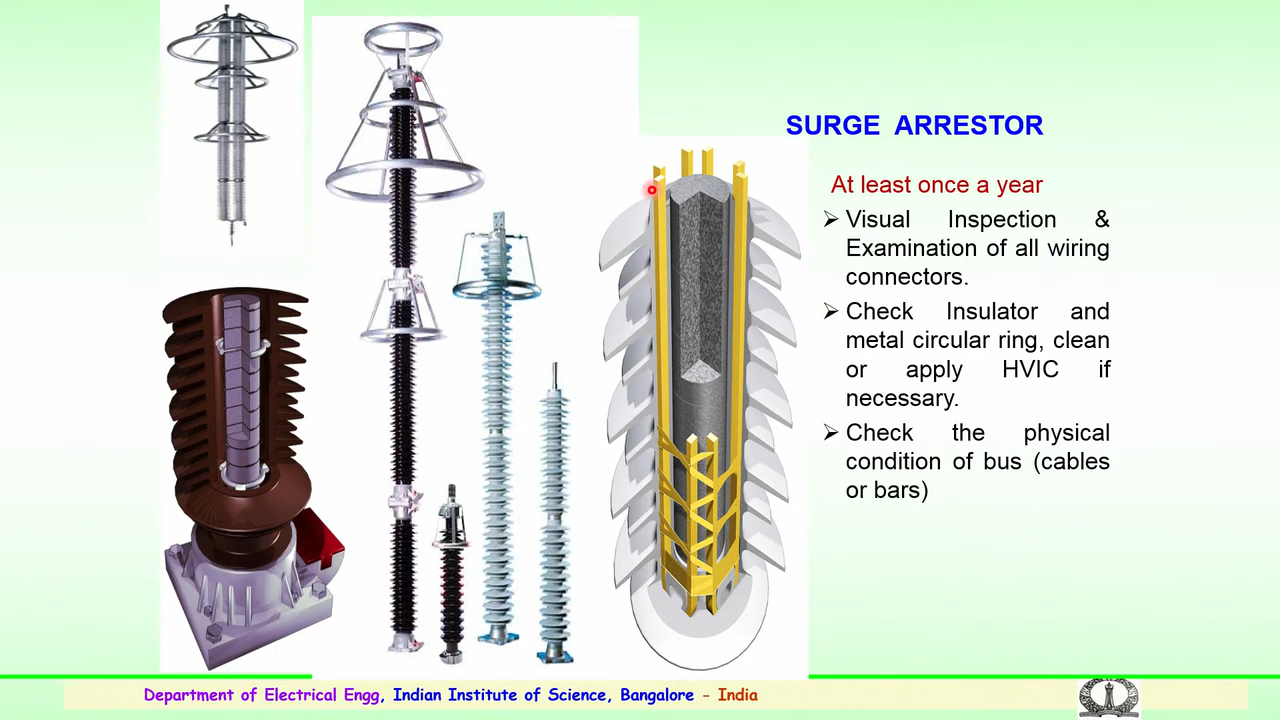 SURGE ARRESTOR
At least once a year
➢ Visual Inspection &
Examination of all wiring
connectors.
➢ Check Insulator and
metal circular ring, clean
or apply HVIC if
necessary.
➢ Check the physical
condition of bus (cables
or bars)
Department of Electrical Engg, Indian Institute of Science, Bangalore - India